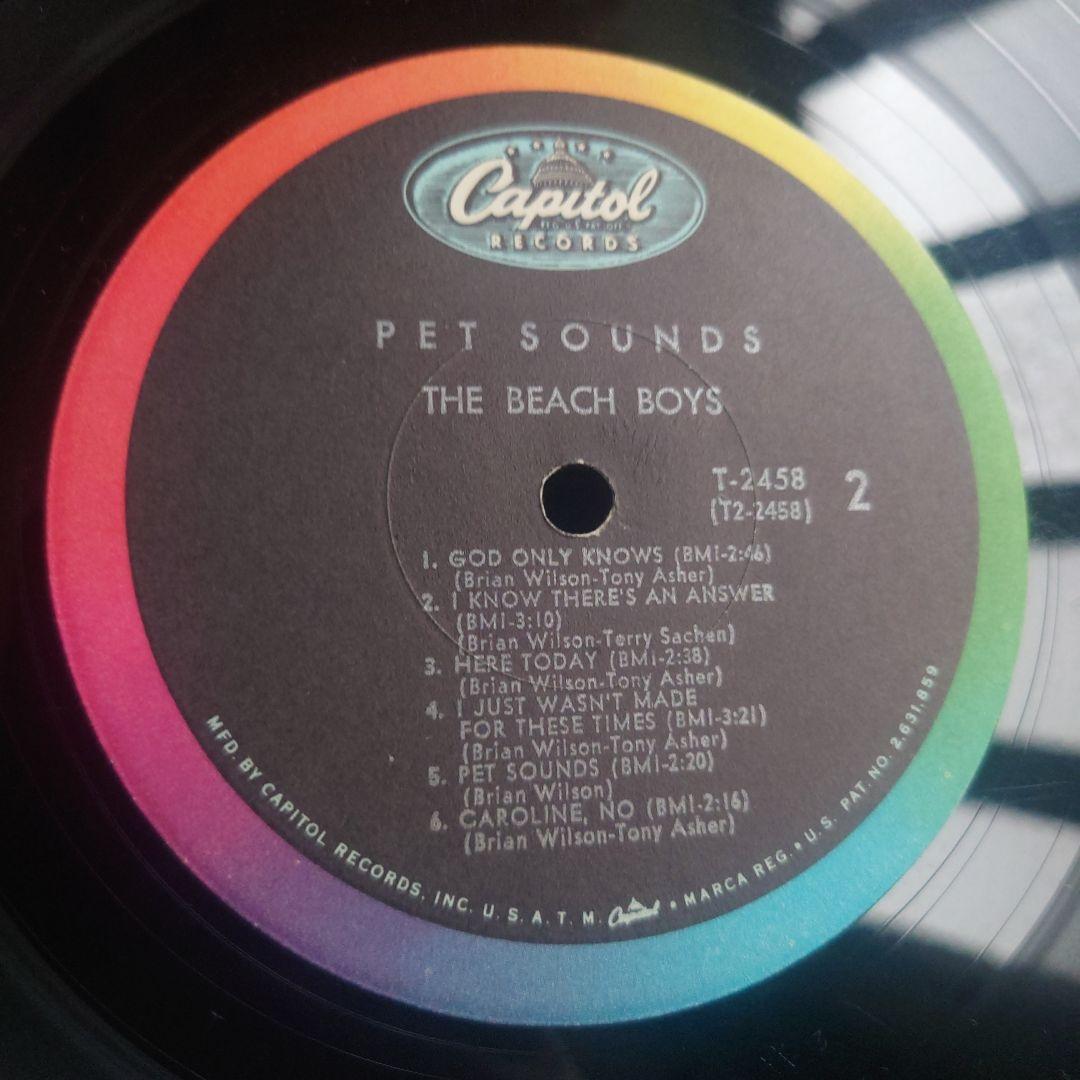 Capitol
REG. U.S. PAT. OFF.
RECORDS
PET SOUNDS
THE BEACH BOYS
T-2458
(T2-2458)
2
1. GOD ONLY KNOWS (BMI-2:46)
(Brian Wilson-Tony Asher)
2. I KNOW THERE'S AN ANSWER
(BMI-3:10)
(Brian Wilson-Terry Sachen)
3. HERE TODAY (BMI-2:38)
(Brian Wilson-Tony Asher)
4. I JUST WASN'T MADE
FOR THESE TIMES (BMI-3:21)
(Brian Wilson-Tony Asher)
5. PET SOUNDS (BMI-2:20)
(Brian Wilson)
6. CAROLINE, NO (BMI-2:16)
(Brian Wilson-Tony Asher)
MFD. BY CAPITOL RECORDS, INC. U.S.A. T.M. Capitol • MARCA REG. • U.S. PAT. NO. 2,631,859